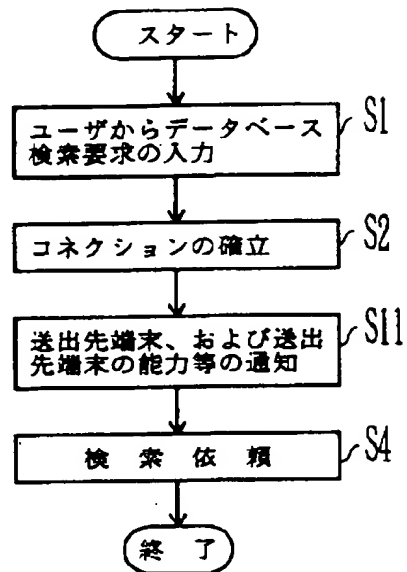 スタート
ユーザからデータベース S1
検索要求の入力
コネクションの確立 S2
送出先端末、および送出 S11
先端末の能力等の通知
検索依頼 S4
終了